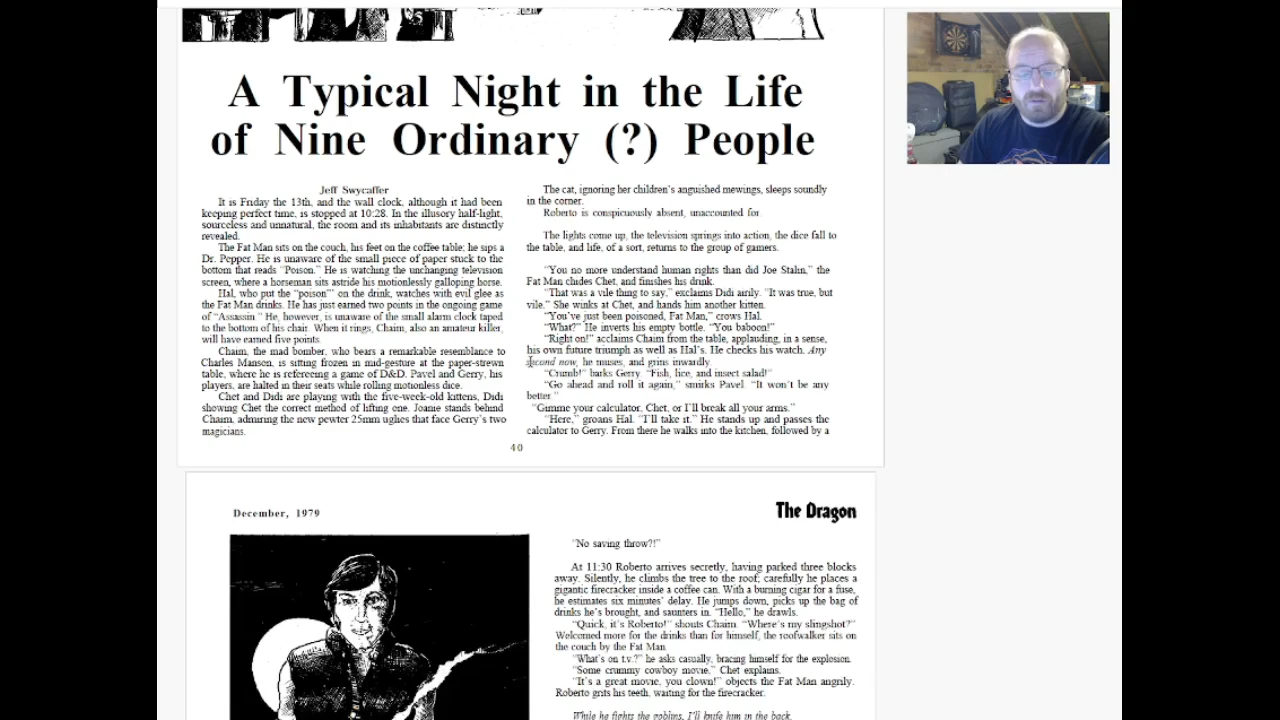 A Typical Night in the Life
of Nine Ordinary (?) People
Jeff Swycaffer
It is Friday the 13th, and the wall clock, although it had been
keeping perfect time, is stopped at 10:28. In the illusory half-light,
sourceless and unnatural, the room and its inhabitants are distinctly
revealed.
The Fat Man sits on the couch, his feet on the coffee table; he sips a
Dr. Pepper. He is unaware of the small piece of paper stuck to the
bottom that reads "Poison." He is watching the unchanging television
screen, where a horseman sits astride his motionlessly galloping horse.
Hal, who put the "poison" on the drink, watches with evil glee as
the Fat Man drinks. He has just earned two points in the ongoing game
of "Assassin." He, however, is unaware of the small alarm clock taped
to the bottom of his chair. When it rings, Chaim, also an amateur killer,
will have earned five points.
Chaim, the mad bomber, who bears a remarkable resemblance to
Charles Manson, is sitting frozen in mid-gesture at the paper-strewn
table, where he is refereeing a game of D&D. Pavel and Gerry, his
players, are halted in their seats while rolling motionless dice.
Chet and Didi are playing with the five-week-old kittens, Didi
showing Chet the correct method of lifting one. Joane stands behind
Chaim, admiring the new pewter 25mm ughes that face Gerry's two
magicians.
The cat, ignoring her children's anguished mewings, sleeps soundly
in the corner.
Roberto is conspicuously absent, unaccounted for.
The lights come up, the television springs into action, the dice fall to
the table, and life, of a sort, returns to the group of gamers.
"You no more understand human rights than did Joe Stalin," the
Fat Man chides Chet, and finishes his drink.
"That was a vile thing to say," exclaims Didi airily. "It was true, but
vile." She winks at Chet, and hands him another kitten.
"You've just been poisoned, Fat Man," crows Hal.
"What?" He inverts his empty bottle. "You baboon!"
"Right on!" acclaims Chaim from the table, applauding, in a sense,
his own future triumph as well as Hal's. He checks his watch. Any
second now, he muses, and grins inwardly.
"Crumb!" barks Gerry. "Fish, lice, and insect salad!"
"Go ahead and roll it again," smirks Pavel. "It won't be any
better."
"Gimme your calculator, Chet, or I'll break all your arms."
"Here," groans Hal. "I'll take it." He stands up and passes the
calculator to Gerry. From there he walks into the kitchen, followed by a
40
December, 1979
The Dragon
"No saving throw?!"
At 11:30 Roberto arrives secretly, having parked three blocks
away. Silently, he climbs the tree to the roof; carefully he places a
gigantic firecracker inside a coffee can. With a burning cigar for a fuse,
he estimates six minutes' delay. He jumps down, picks up the bag of
drinks he's brought, and saunters in. "Hello," he drawls.
"Quick, it's Roberto!" shouts Chaim. "Where's my slingshot?"
Welcomed more for the drinks than for himself, the roofwalker sits on
the couch by the Fat Man.
"What's on t.v.?" he asks casually, bracing himself for the explosion.
"Some crummy cowboy movie," Chet explains.
"It's a great movie, you clown!" objects the Fat Man angrily.
Roberto grits his teeth, waiting for the firecracker.
While he fights the goblins, I'll knife him in the back.